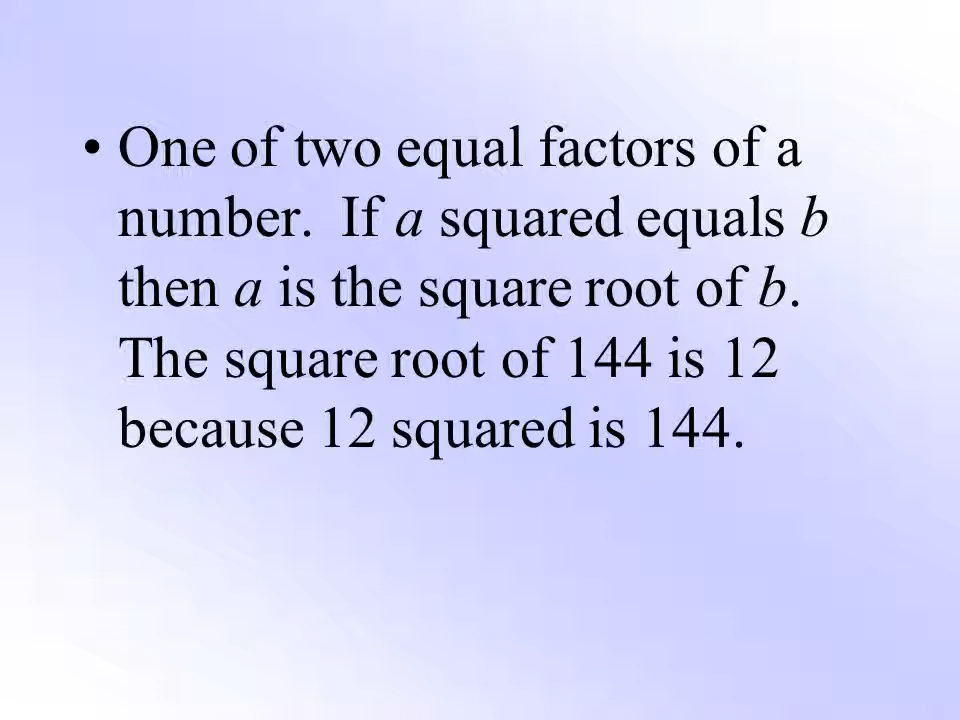 • One of two equal factors of a
number.  If a squared equals b
then a is the square root of b.
The square root of 144 is 12
because 12 squared is 144.